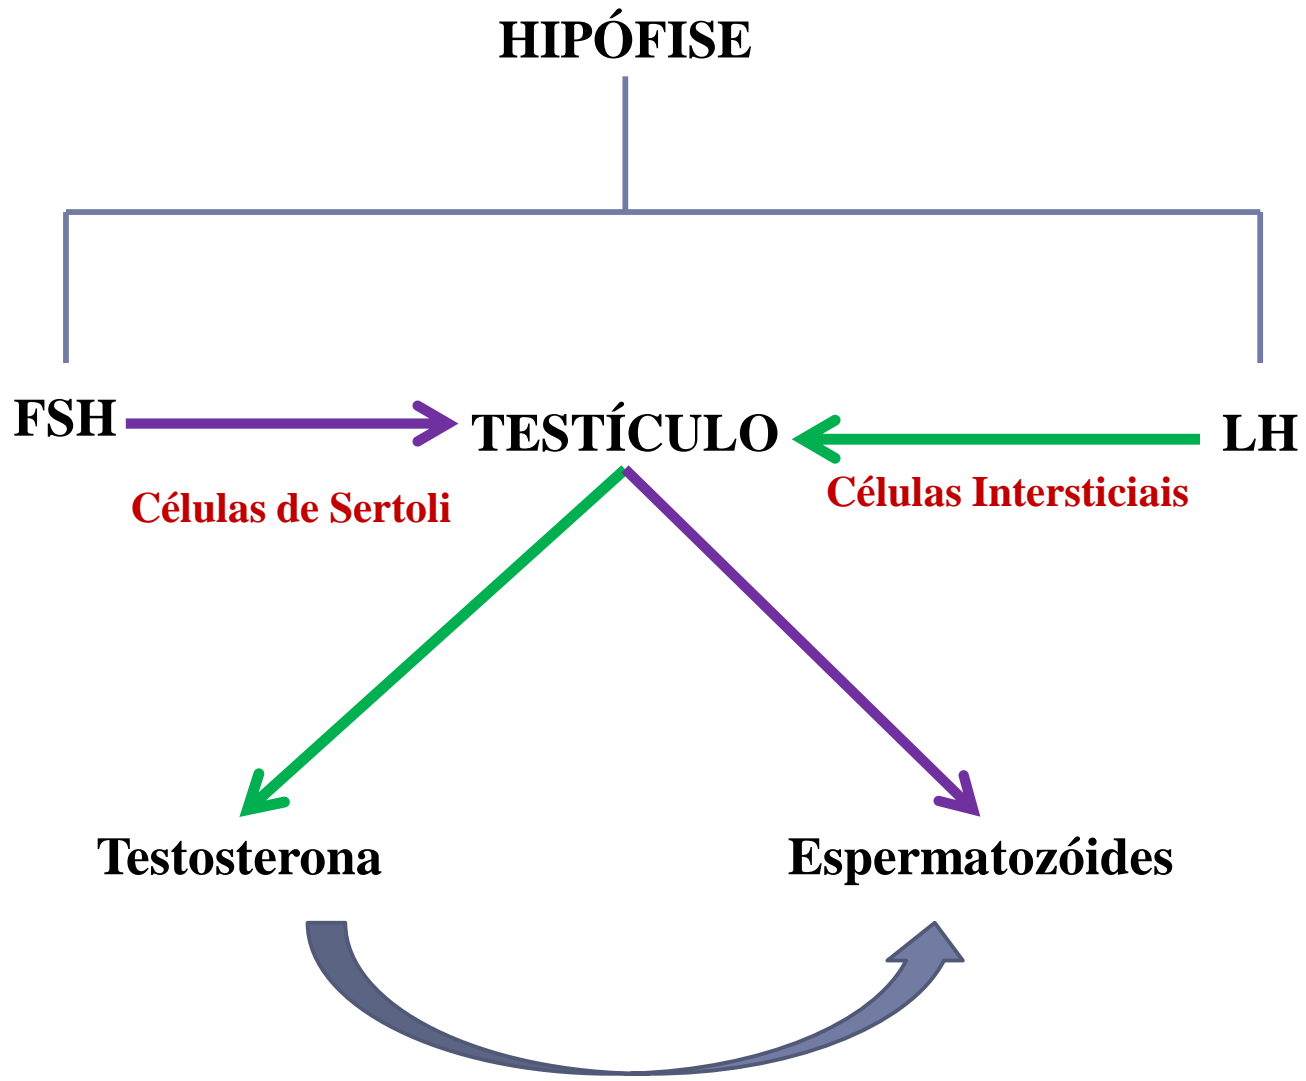 HIPÓFISE
FSH
TESTÍCULO
LH
Células de Sertoli
Células Intersticiais
Testosterona
Espermatozóides